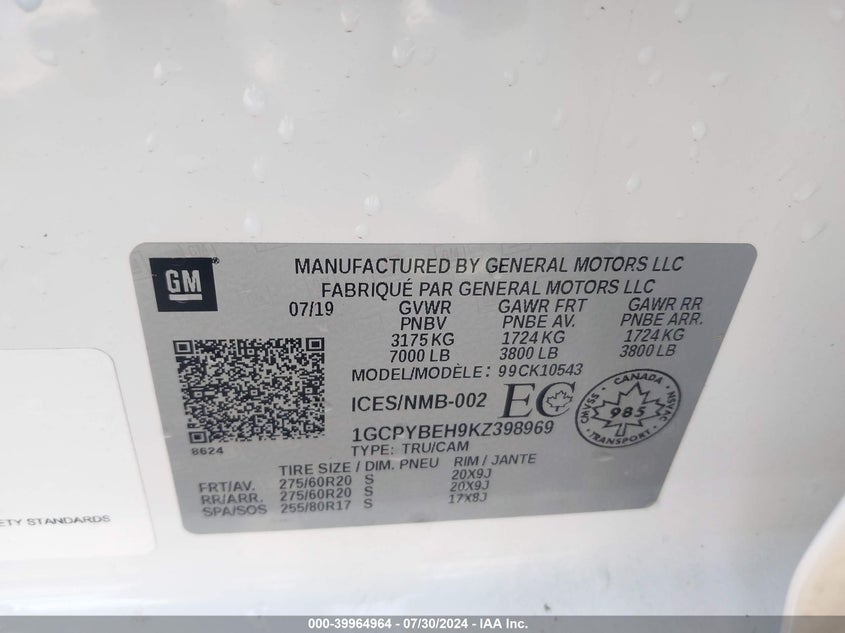 GM
MANUFACTURED BY GENERAL MOTORS LLC
FABRIQUÉ PAR GENERAL MOTORS LLC
07/19 GVWR GAWR FRT GAWR RR
PNBV PNBE AV. PNBE ARR.
3175 KG 1724 KG 1724 KG
7000 LB 3800 LB 3800 LB
MODEL/MODÈLE: 99CK10543
ICES/NMB-002 EC
CANADA
CMVSS 985 NSVAC
TRANSPORT
1GCPYBEH9KZ398969
8624
TYPE: TRU/CAM
TIRE SIZE / DIM. PNEU RIM / JANTE
FRT/AV. 275/60R20 S 20X9J
RR/ARR. 275/60R20 S 20X9J
SPA/SOS 255/80R17 S 17X8J
ETY STANDARDS
000-39964964 - 07/30/2024 - IAA Inc.